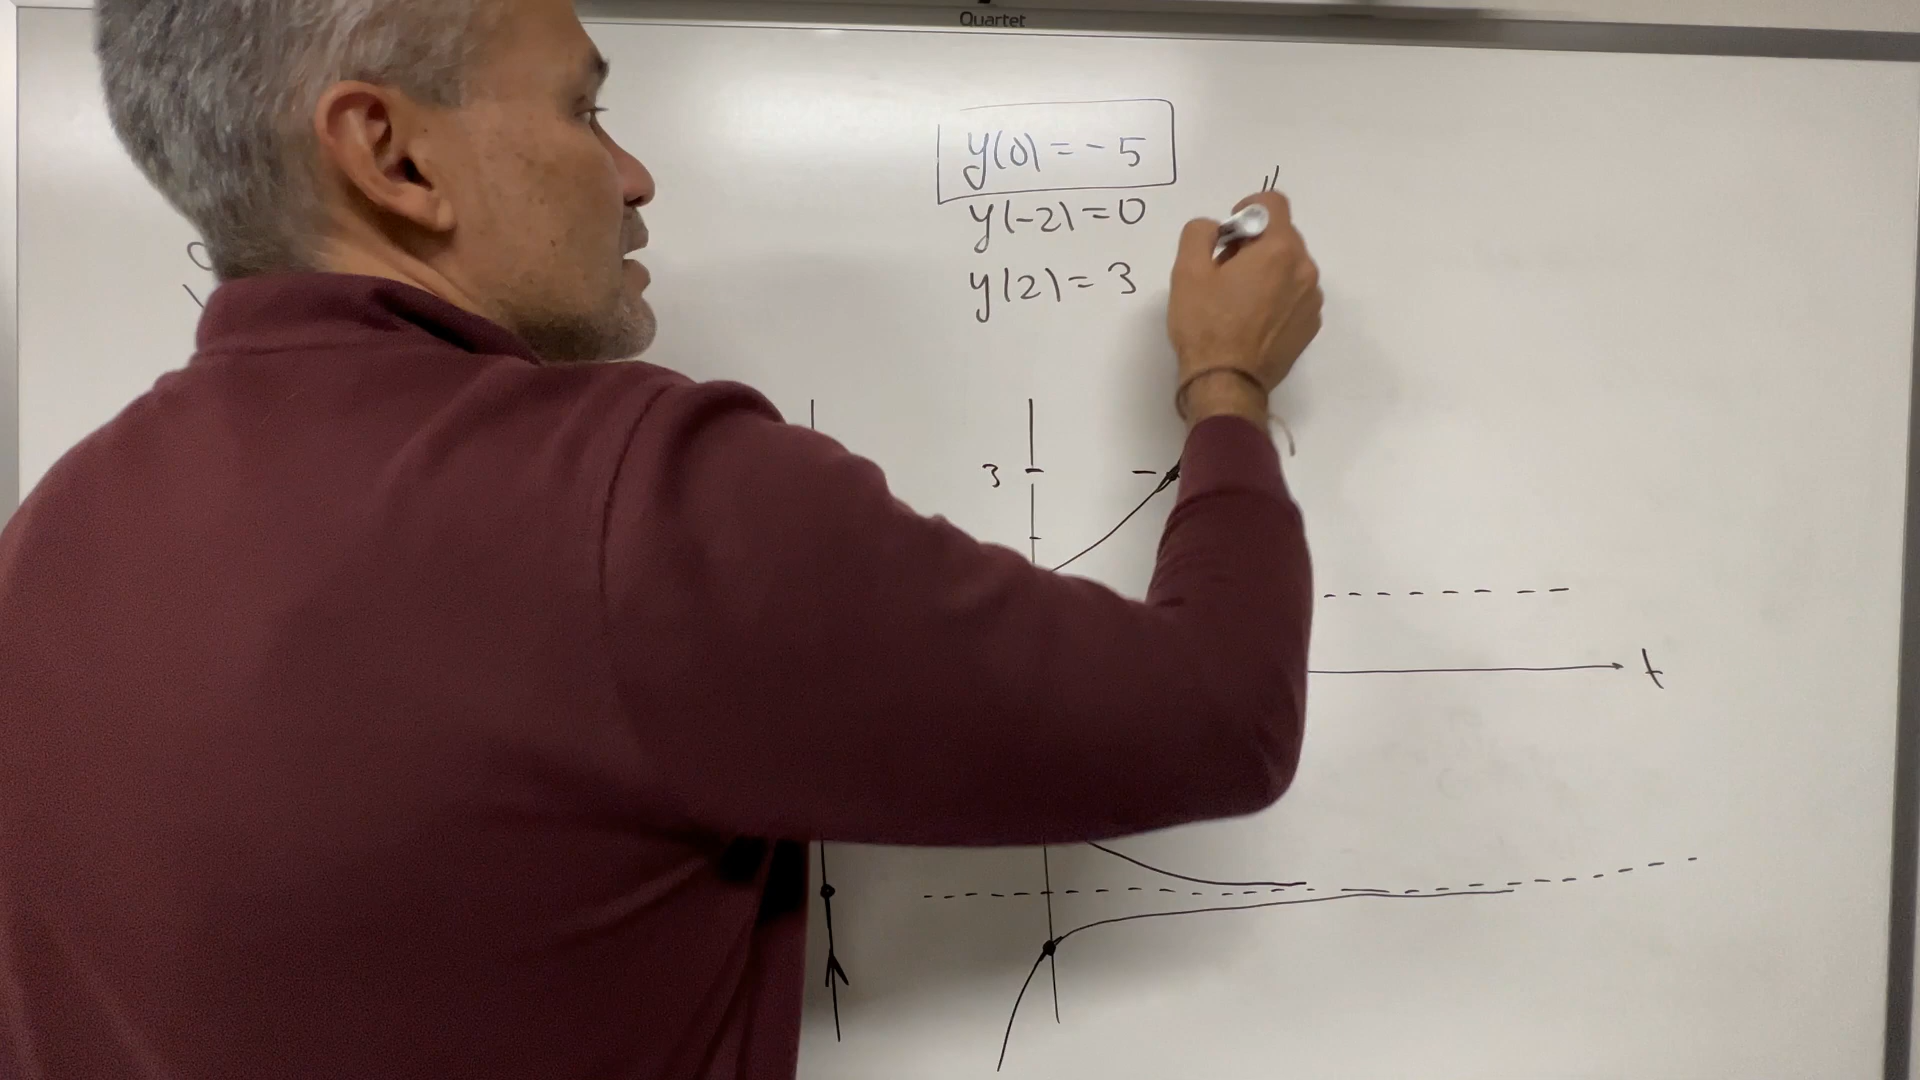 Quartet
y(0) = -5
y(-2) = 0
y(2) = 3
3
t